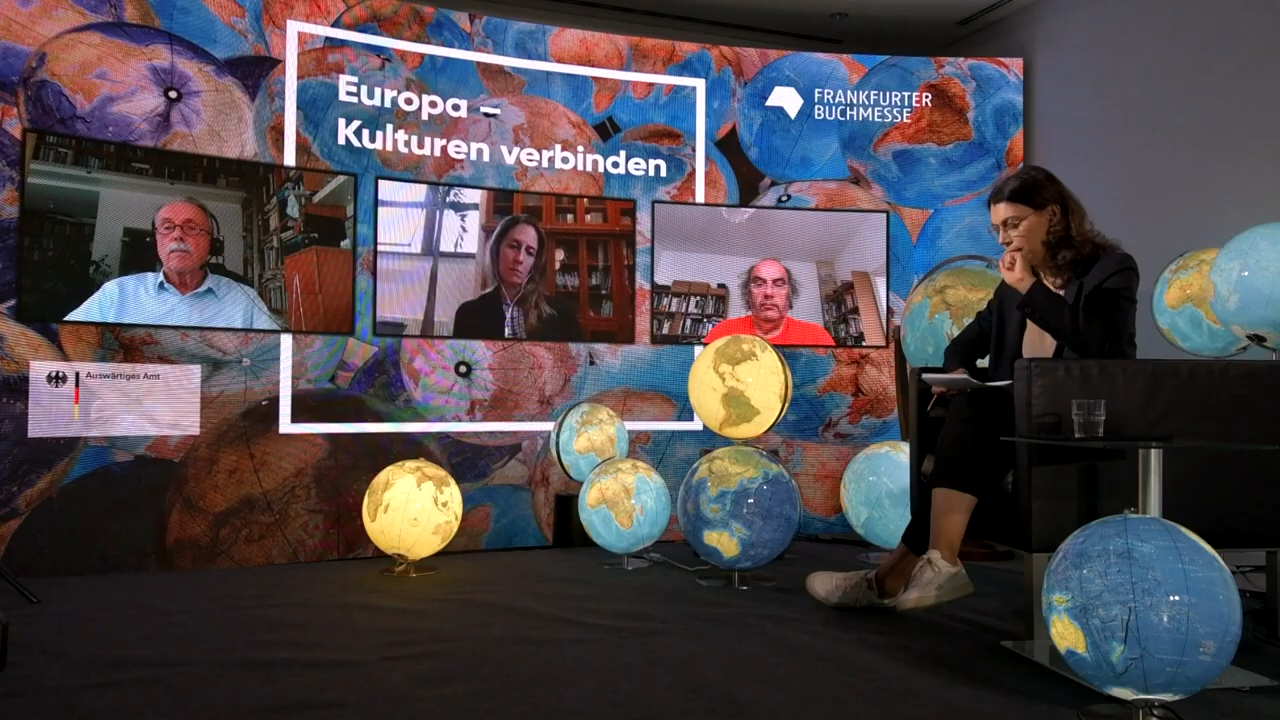 Europa –
Kulturen verbinden
FRANKFURTER
BUCHMESSE
Auswärtiges Amt